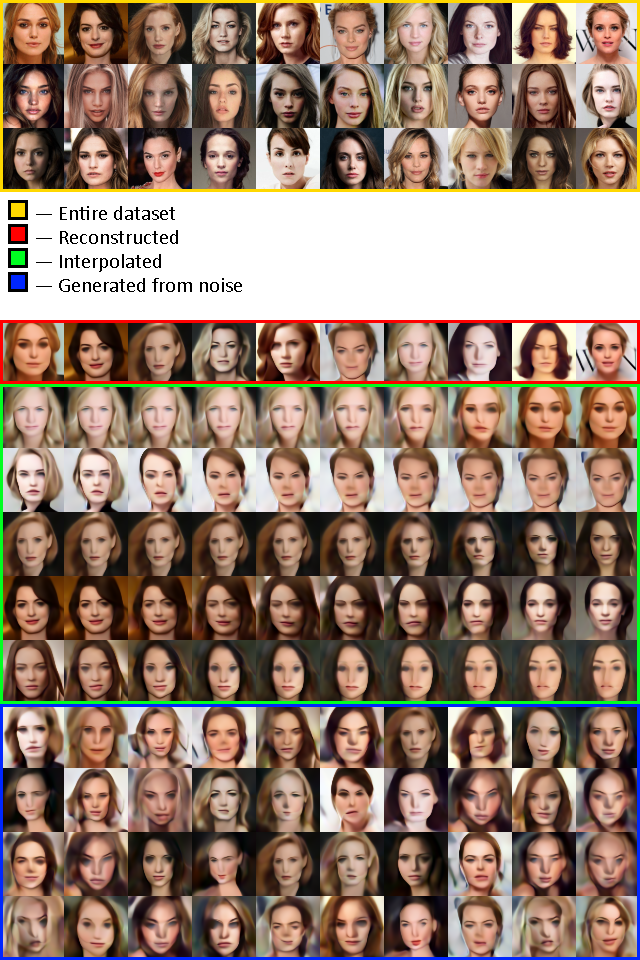 — Entire dataset
— Reconstructed
— Interpolated
— Generated from noise